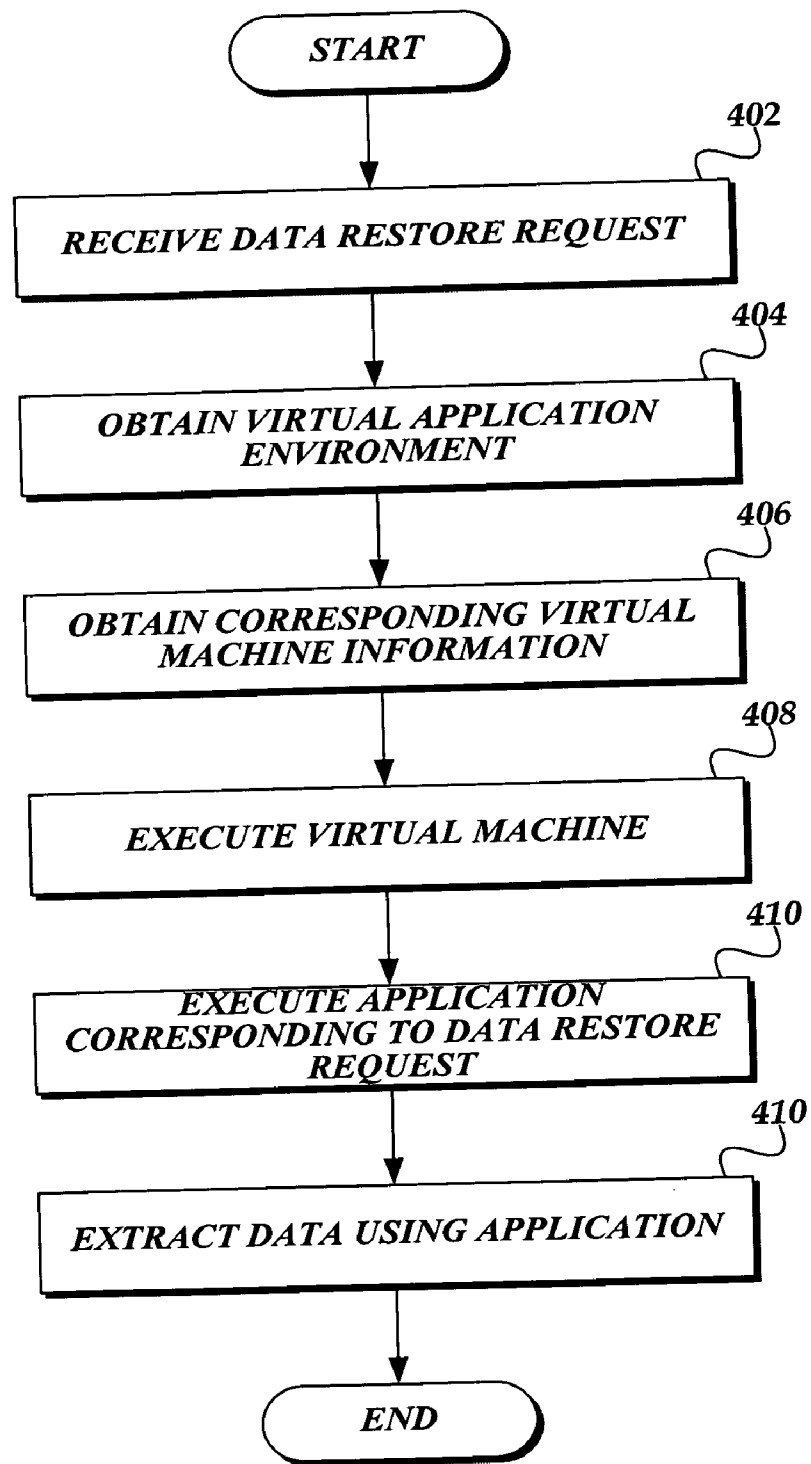 START
402
RECEIVE DATA RESTORE REQUEST
404
OBTAIN VIRTUAL APPLICATION
ENVIRONMENT
406
OBTAIN CORRESPONDING VIRTUAL
MACHINE INFORMATION
408
EXECUTE VIRTUAL MACHINE
410
EXECUTE APPLICATION
CORRESPONDING TO DATA RESTORE
REQUEST
410
EXTRACT DATA USING APPLICATION
END